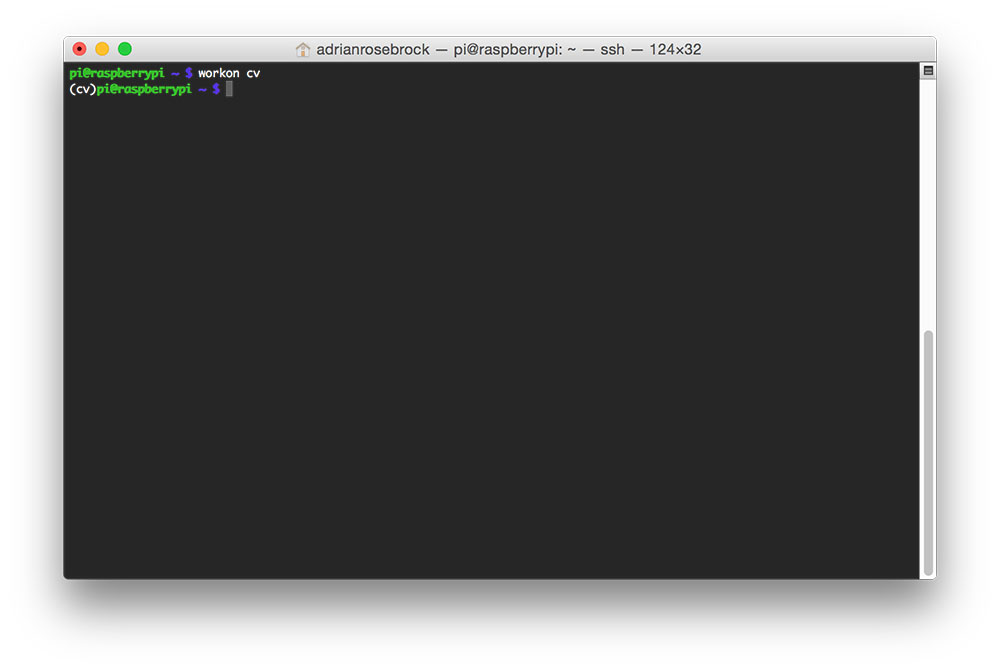 adrianrosebrock — pi@raspberrypi: ~ — ssh — 124×32
pi@raspberrypi ~ $ workon cv
(cv)pi@raspberrypi ~ $